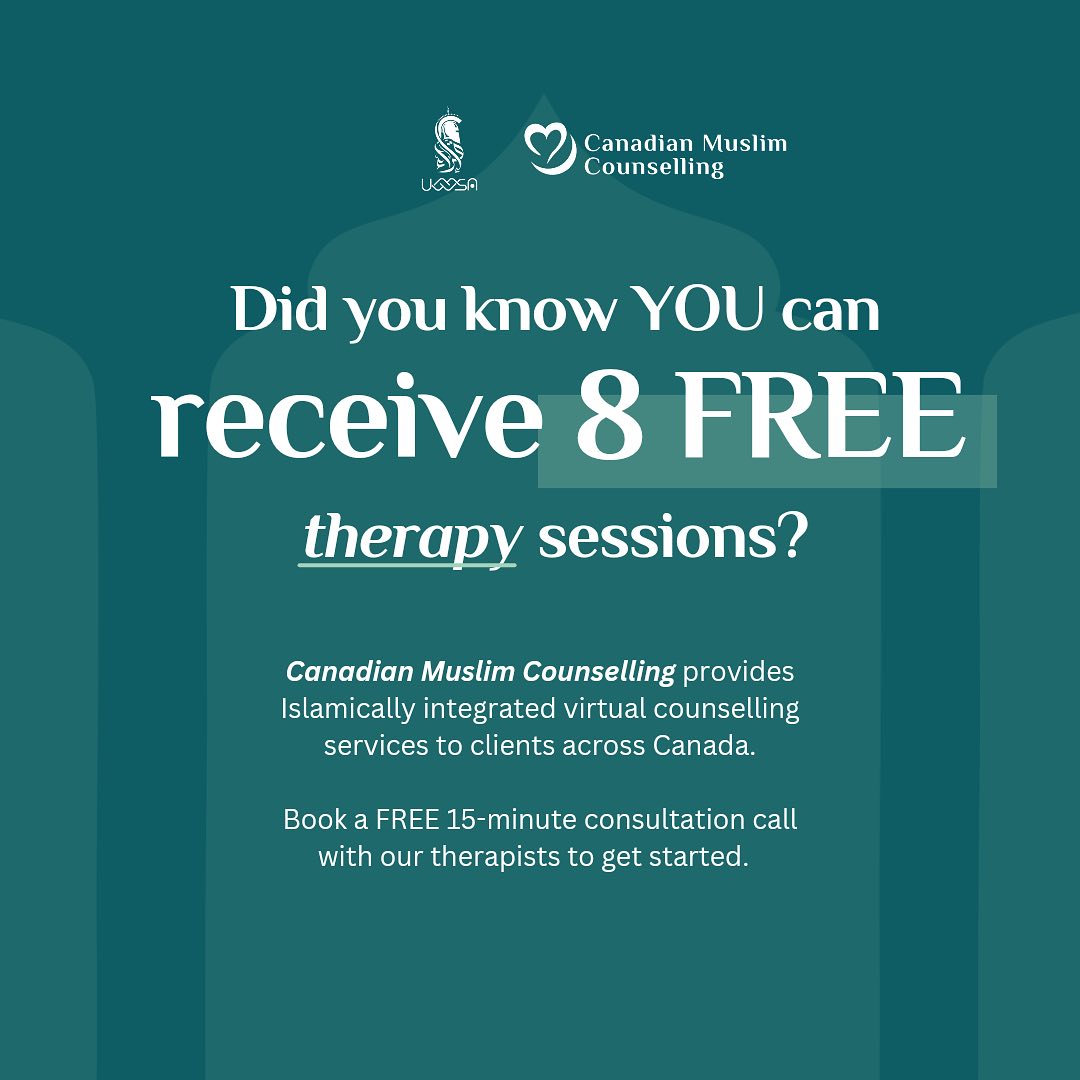 Canadian Muslim
Counselling
Did you know YOU can
receive 8 FREE
therapy sessions?
Canadian Muslim Counselling provides
Islamically integrated virtual counselling
services to clients across Canada.
Book a FREE 15-minute consultation call
with our therapists to get started.